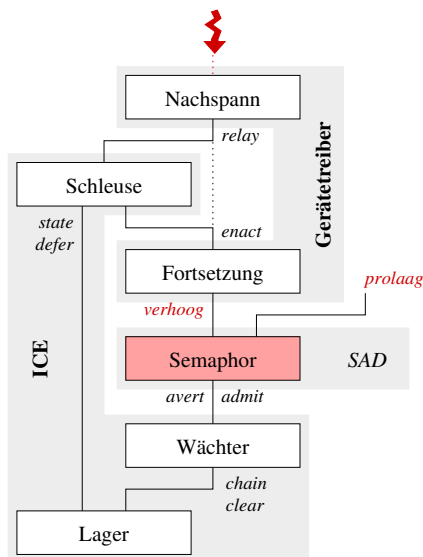 Nachspann
relay
Schleuse
Gerätetreiber
state
defer
enact
Fortsetzung
prolaag
verhoog
ICE
Semaphor
SAD
avert admit
Wächter
chain
clear
Lager